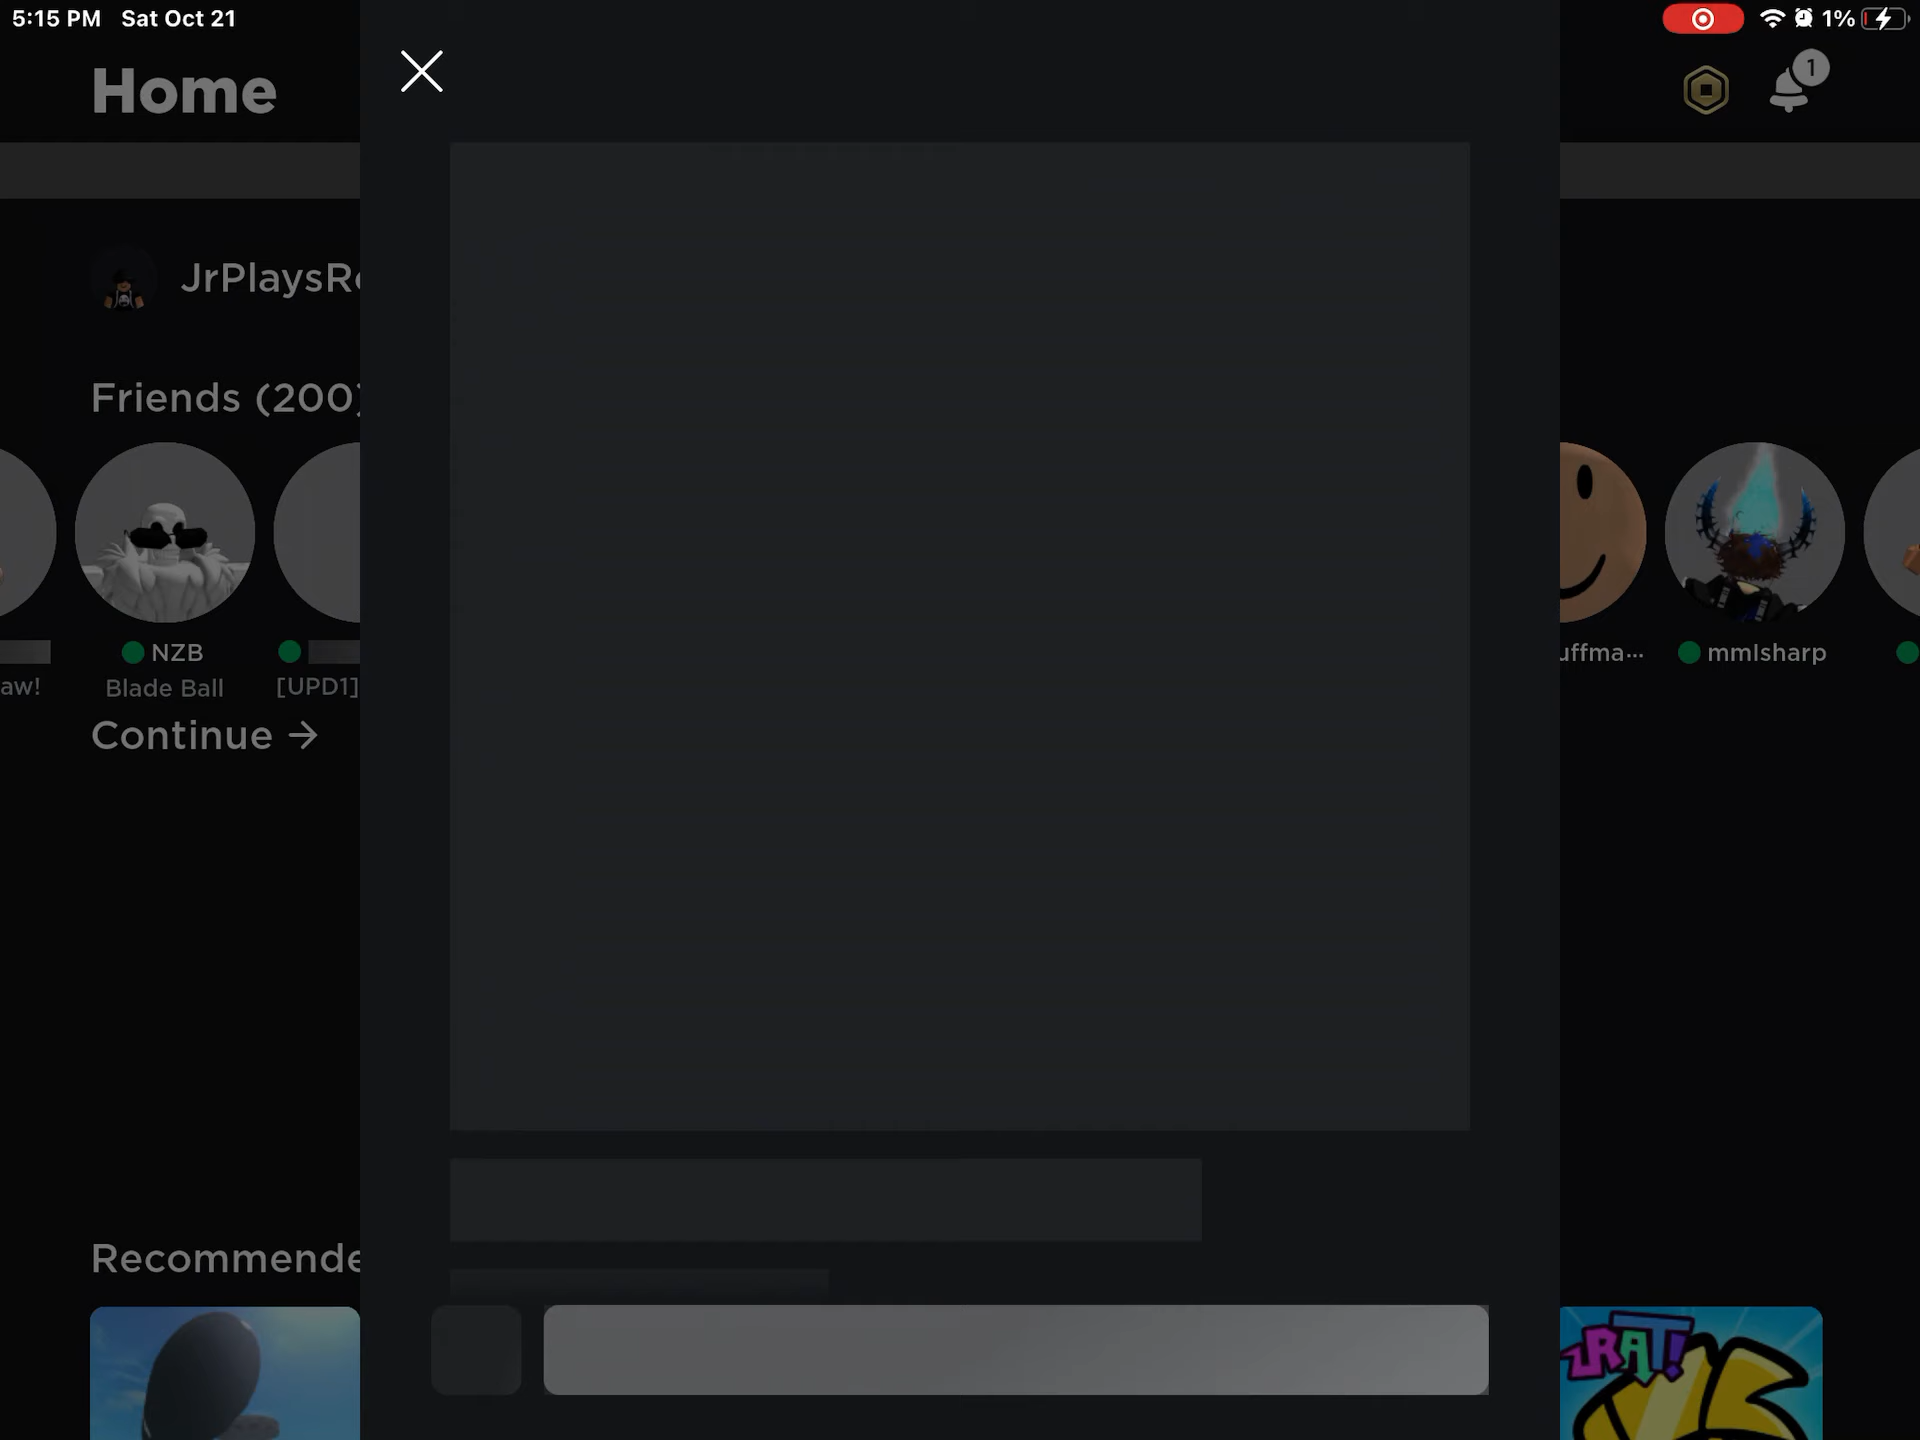 5:15 PM Sat Oct 21
1%
Home
1
JrPlaysR
Friends (200)
NZB
Blade Ball
aw!
[UPD1]
uffma...
mmlsharp
Continue →
Recommende
RAT!